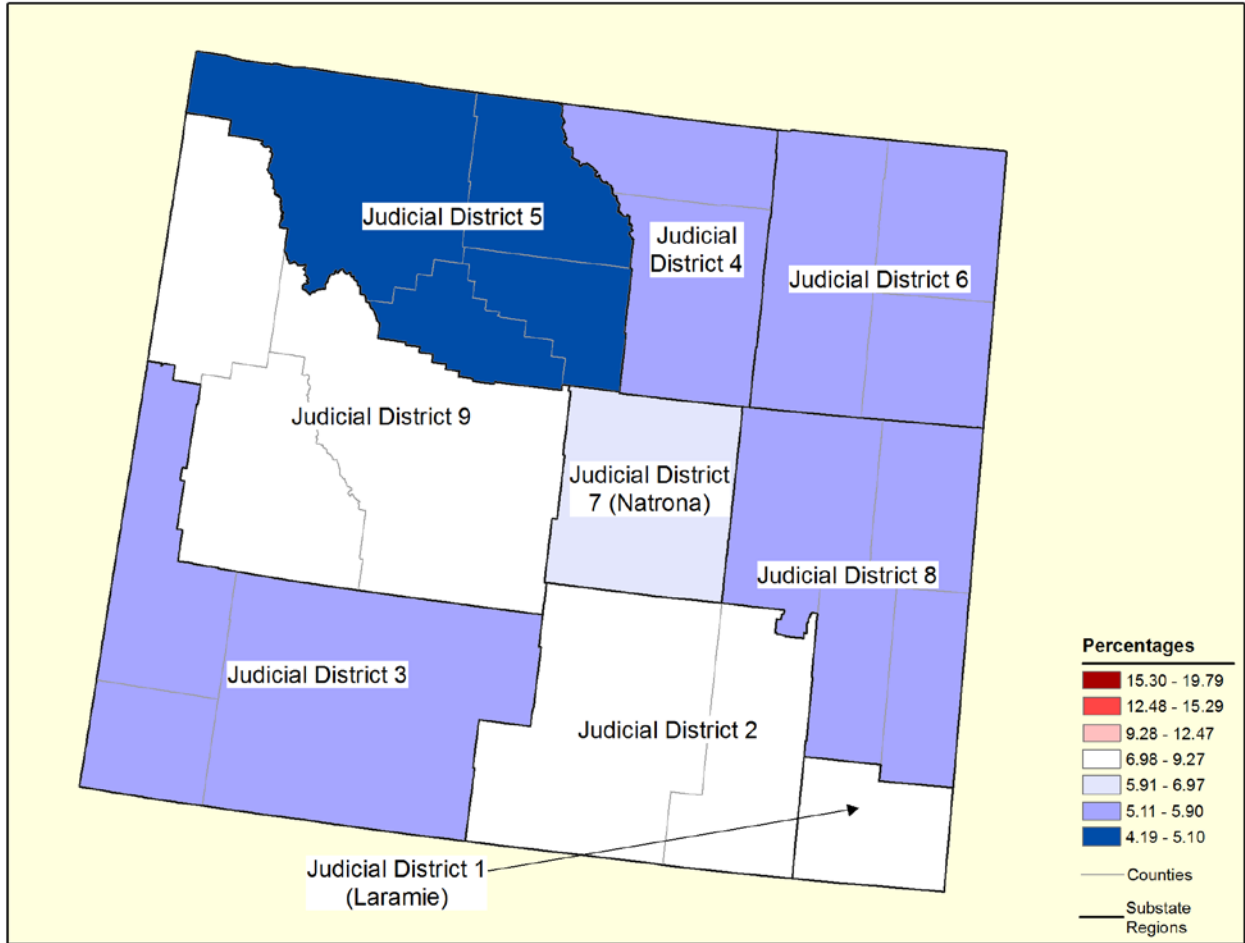 Judicial District 5
Judicial
District 4
Judicial District 6
Judicial District 9
Judicial District
7 (Natrona)
Judicial District 8
Judicial District 3
Judicial District 2
Judicial District 1
(Laramie)
Percentages
15.30 - 19.79
12.48 - 15.29
9.28 - 12.47
6.98 - 9.27
5.91 - 6.97
5.11 - 5.90
4.19 - 5.10
Counties
Substate
Regions